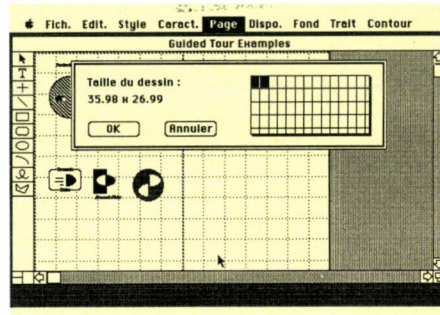 Fich. Edit. Style Caract. Page Dispo. Fond Trait Contour
Guided Tour Examples
Taille du dessin :
35.98 H 26.99
OK
Annuler
T